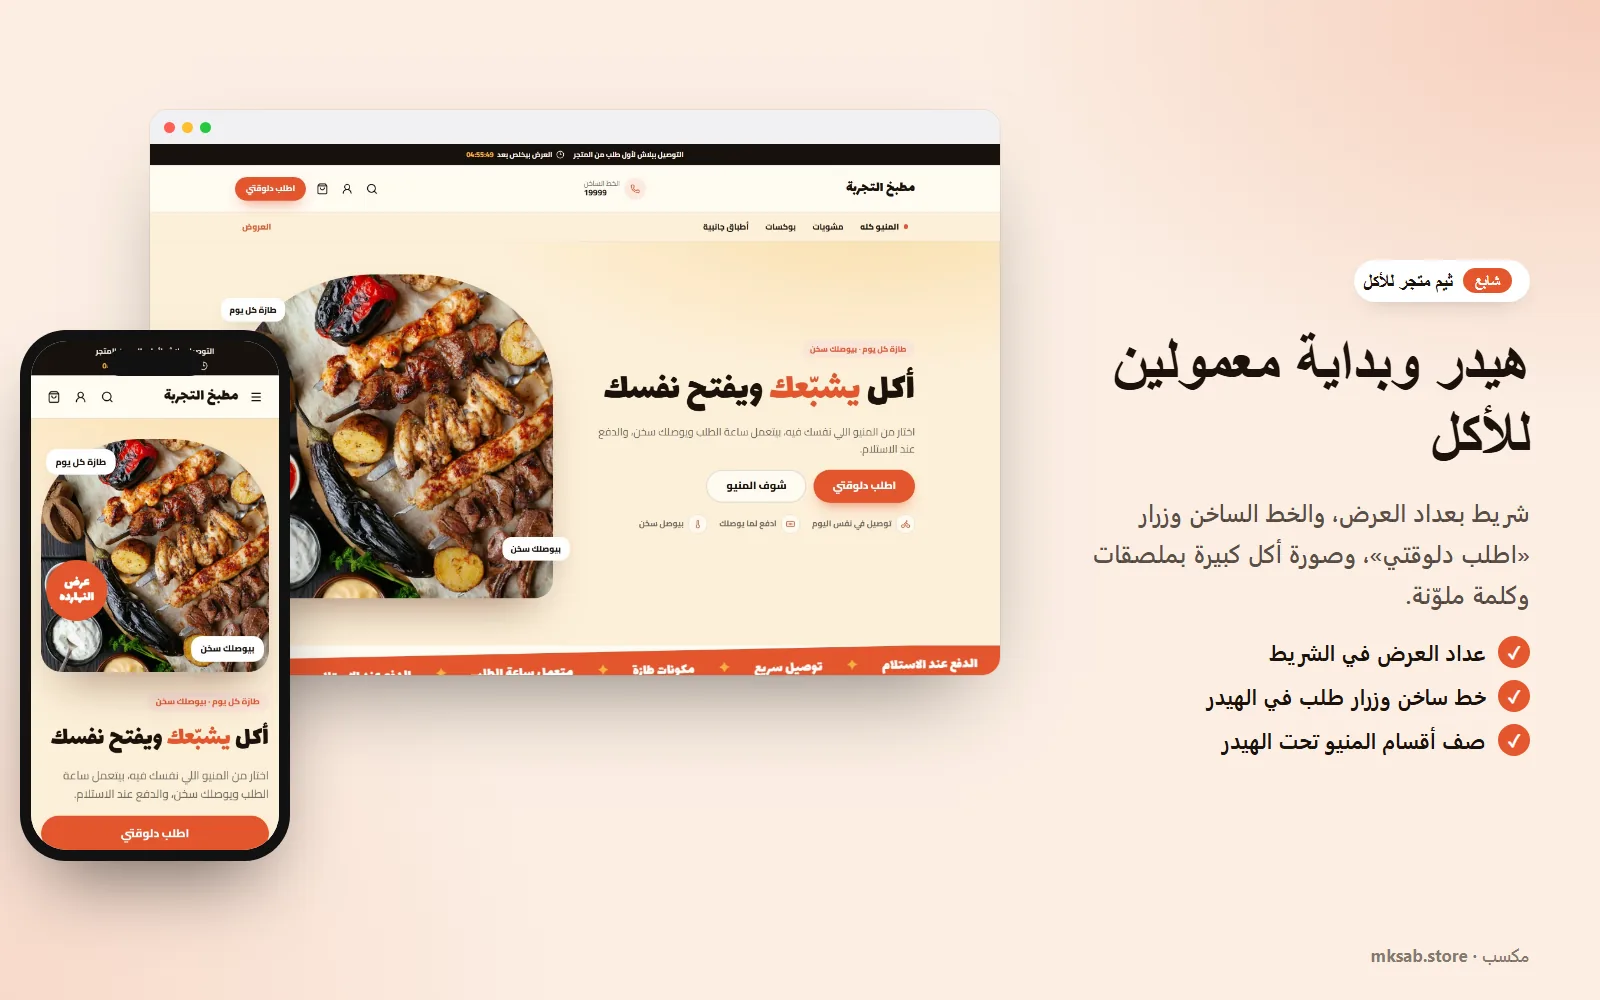 شابع
ثيم متجر للأكل
هيدر وبداية معمولين
للأكل
شريط بعداد العرض، والخط الساخن وزرار
«اطلب دلوقتي»، وصورة أكل كبيرة بملصقات
وكلمة ملوّنة.
عداد العرض في الشريط
خط ساخن وزرار طلب في الهيدر
صف أقسام المنيو تحت الهيدر
مكسب · mksab.store
التوصيل ببلاش لأول طلب من المتجر
العرض بيخلص بعد 04:55:49
مطبخ التجربة
الخط الساخن
19999
اطلب دلوقتي
المنيو كله
مشويات
بوكسات
أطباق جانبية
العروض
طازة كل يوم · بيوصلك سخن
أكل يشبّعك ويفتح نفسك
اختار من المنيو اللي نفسك فيه، بيتعمل ساعة الطلب ويوصلك سخن، والدفع
عند الاستلام.
اطلب دلوقتي
شوف المنيو
توصيل في نفس اليوم
ادفع لما يوصلك
بيوصل سخن
طازة كل يوم
بيوصلك سخن
الدفع عند الاستلام
توصيل سريع
مكونات طازة
متعمل ساعة الطلب
مطبخ التجربة
طازة كل يوم
عرض
النهارده
بيوصلك سخن
طازة كل يوم · بيوصلك سخن
أكل يشبّعك ويفتح نفسك
اختار من المنيو اللي نفسك فيه، بيتعمل ساعة
الطلب ويوصلك سخن، والدفع عند الاستلام.
اطلب دلوقتي